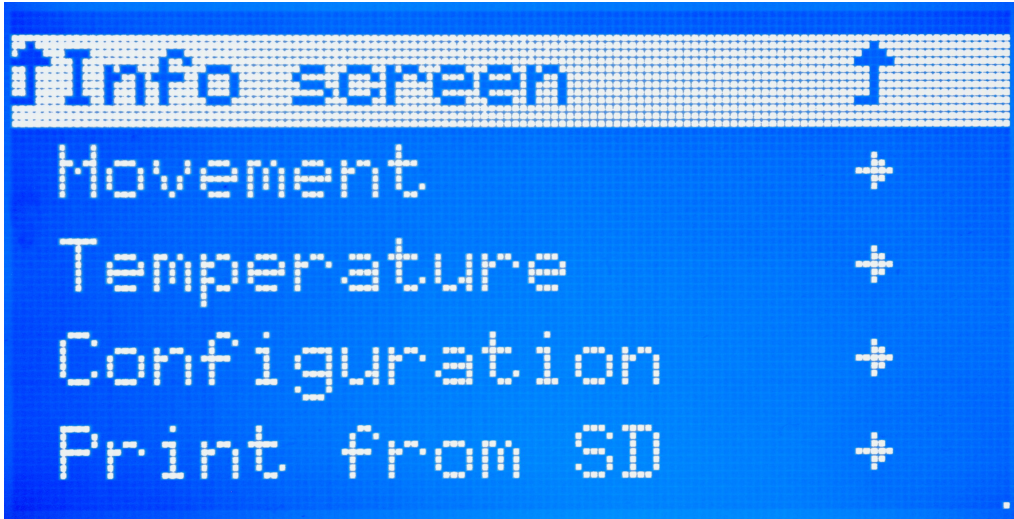 Info screen
Movement
Temperature
Configuration
Print from SD